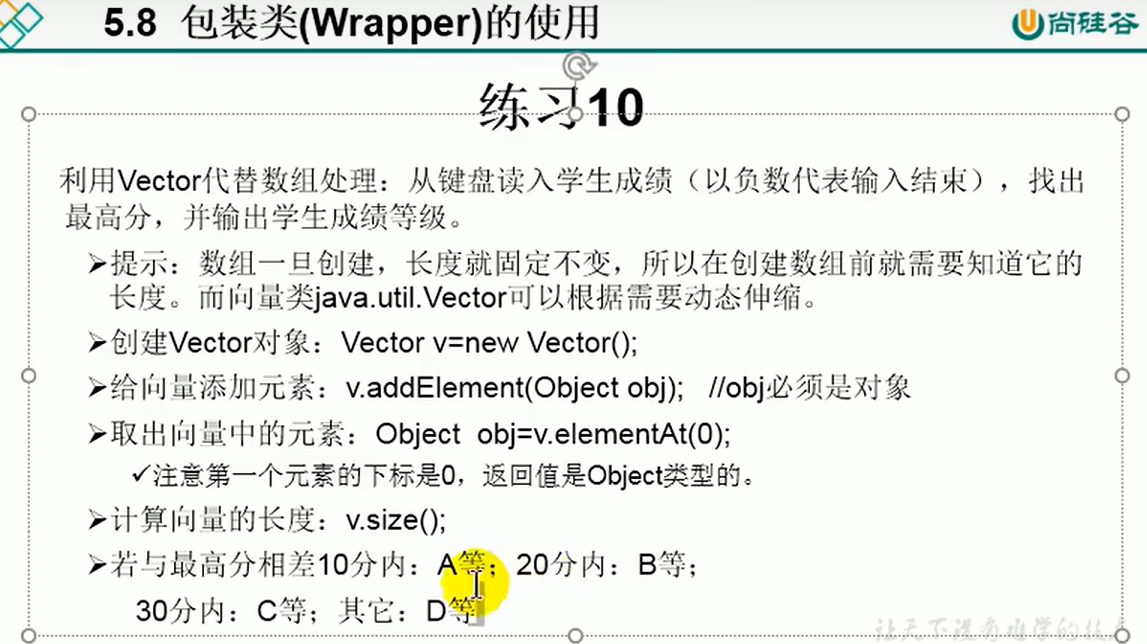 5.8 包装类(Wrapper)的使用
尚硅谷
练习10
利用Vector代替数组处理：从键盘读入学生成绩（以负数代表输入结束），找出
最高分，并输出学生成绩等级。
➢提示：数组一旦创建，长度就固定不变，所以在创建数组前就需要知道它的
长度。而向量类java.util.Vector可以根据需要动态伸缩。
➢创建Vector对象：Vector v=new Vector();
➢给向量添加元素：v.addElement(Object obj); //obj必须是对象
➢取出向量中的元素：Object obj=v.elementAt(0);
✓注意第一个元素的下标是0，返回值是Object类型的。
➢计算向量的长度：v.size();
➢若与最高分相差10分内：A等；20分内：B等；
30分内：C等；其它：D等
让天下没有难学的技术